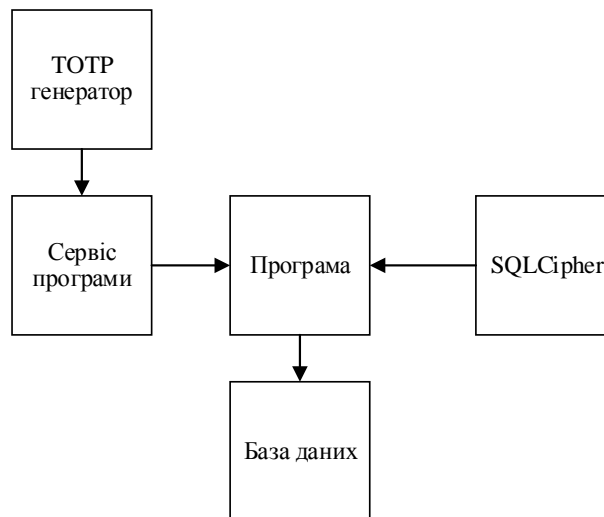 TOTP
генератор
Сервіс
програми
Програма
SQLCipher
База даних